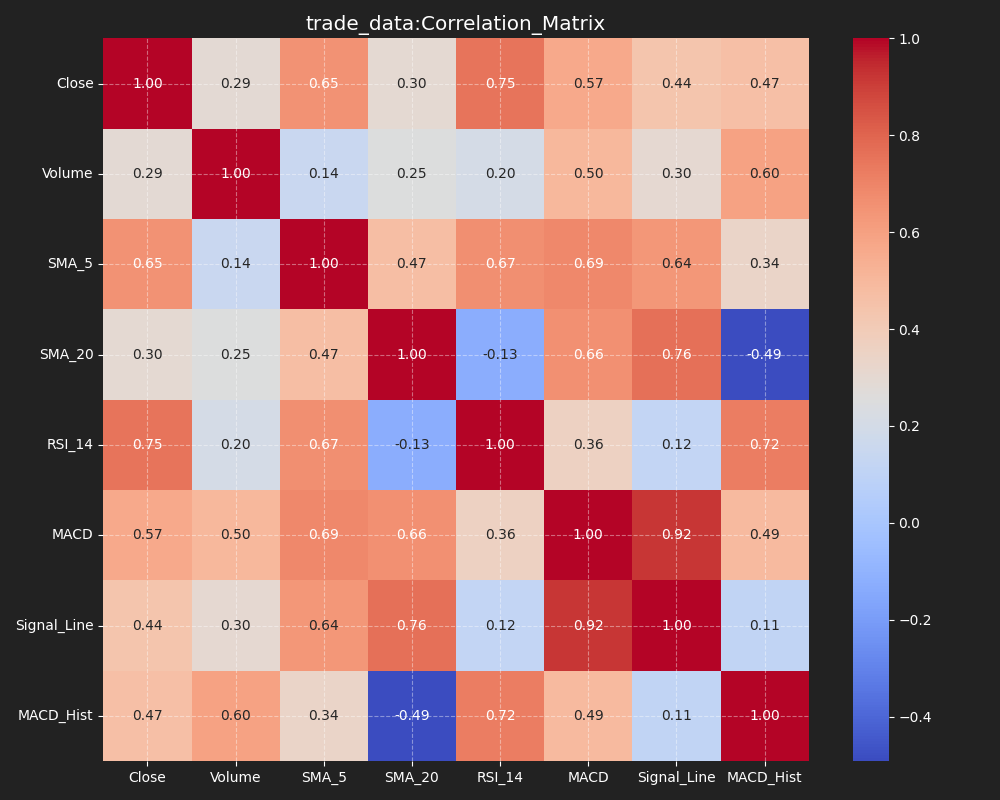 trade_data:Correlation_Matrix
Close 1.00 0.29 0.65 0.30 0.75 0.57 0.44 0.47
Volume 0.29 1.00 0.14 0.25 0.20 0.50 0.30 0.60
SMA_5 0.65 0.14 1.00 0.47 0.67 0.69 0.64 0.34
SMA_20 0.30 0.25 0.47 1.00 -0.13 0.66 0.76 -0.49
RSI_14 0.75 0.20 0.67 -0.13 1.00 0.36 0.12 0.72
MACD 0.57 0.50 0.69 0.66 0.36 1.00 0.92 0.49
Signal_Line 0.44 0.30 0.64 0.76 0.12 0.92 1.00 0.11
MACD_Hist 0.47 0.60 0.34 -0.49 0.72 0.49 0.11 1.00
Close Volume SMA_5 SMA_20 RSI_14 MACD Signal_Line MACD_Hist
1.0
0.8
0.6
0.4
0.2
0.0
−0.2
−0.4